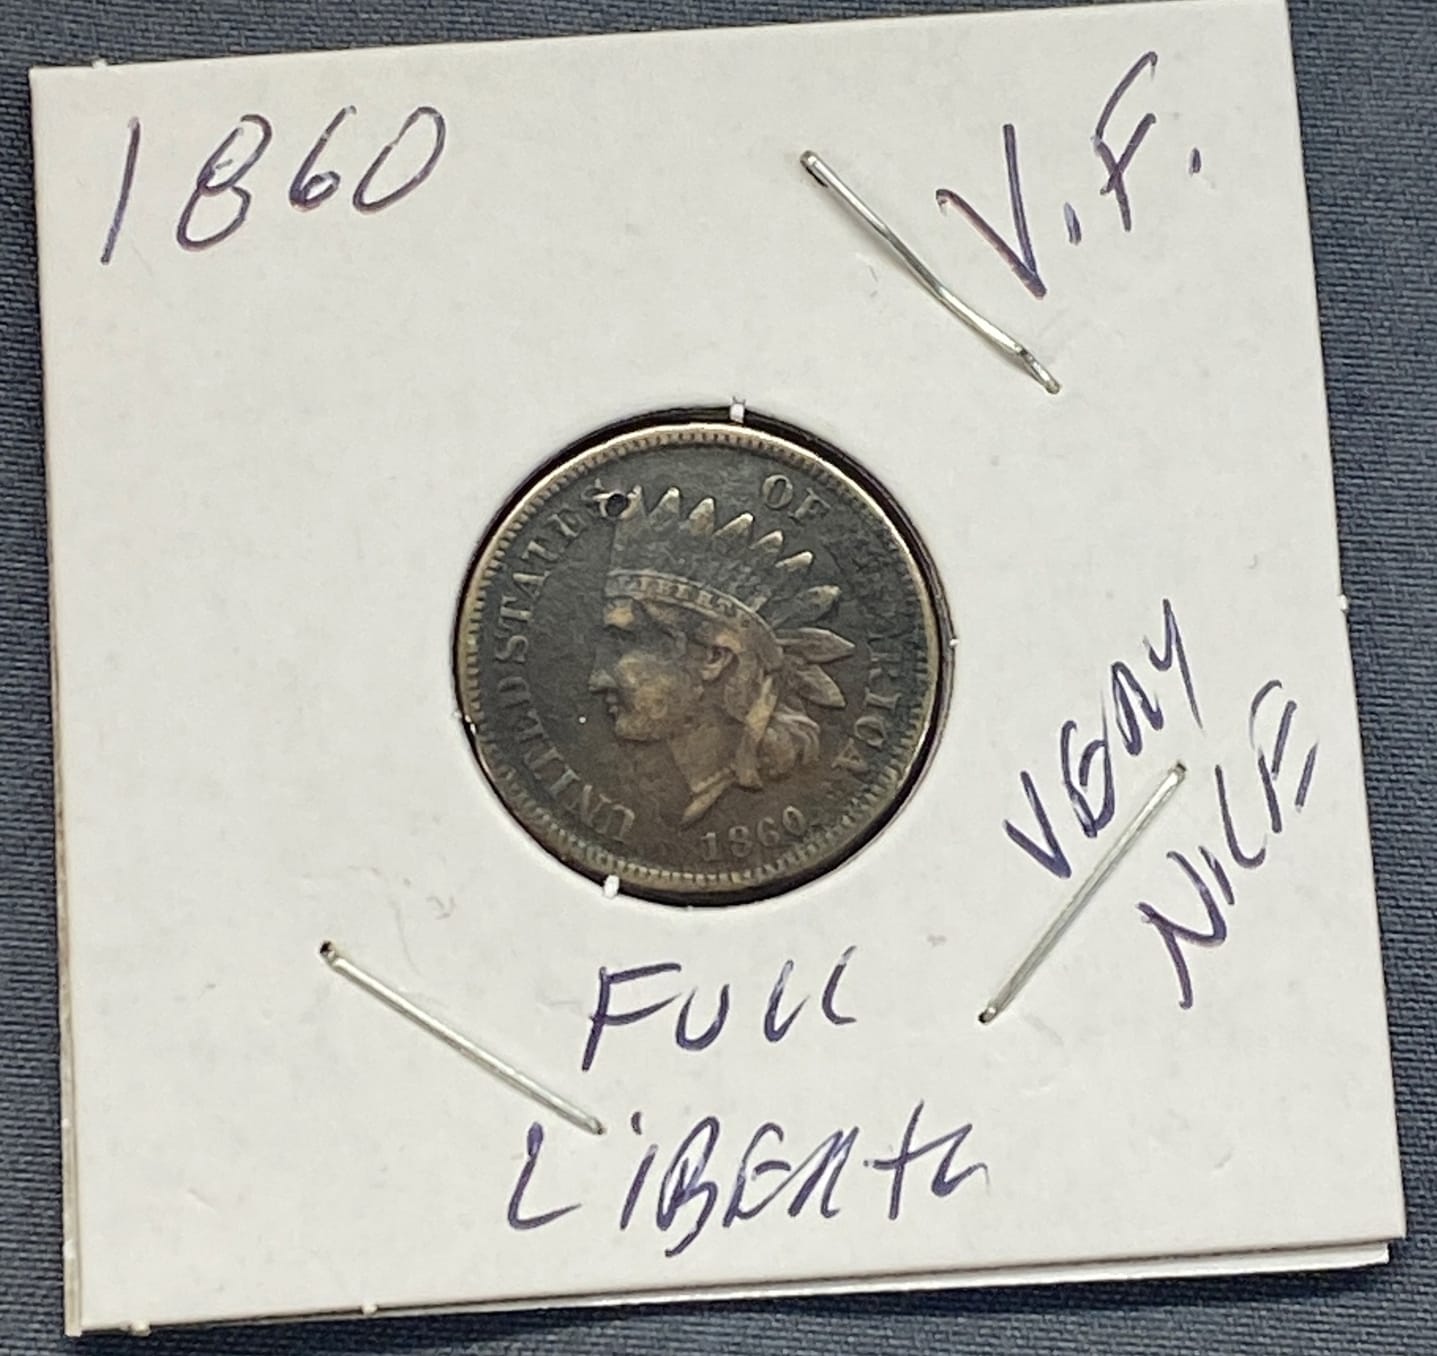 1860
V.F.
UNITED STATES OF AMERICA
LIBERTY
1860
VERY
NICE
FULL
LIBERTY